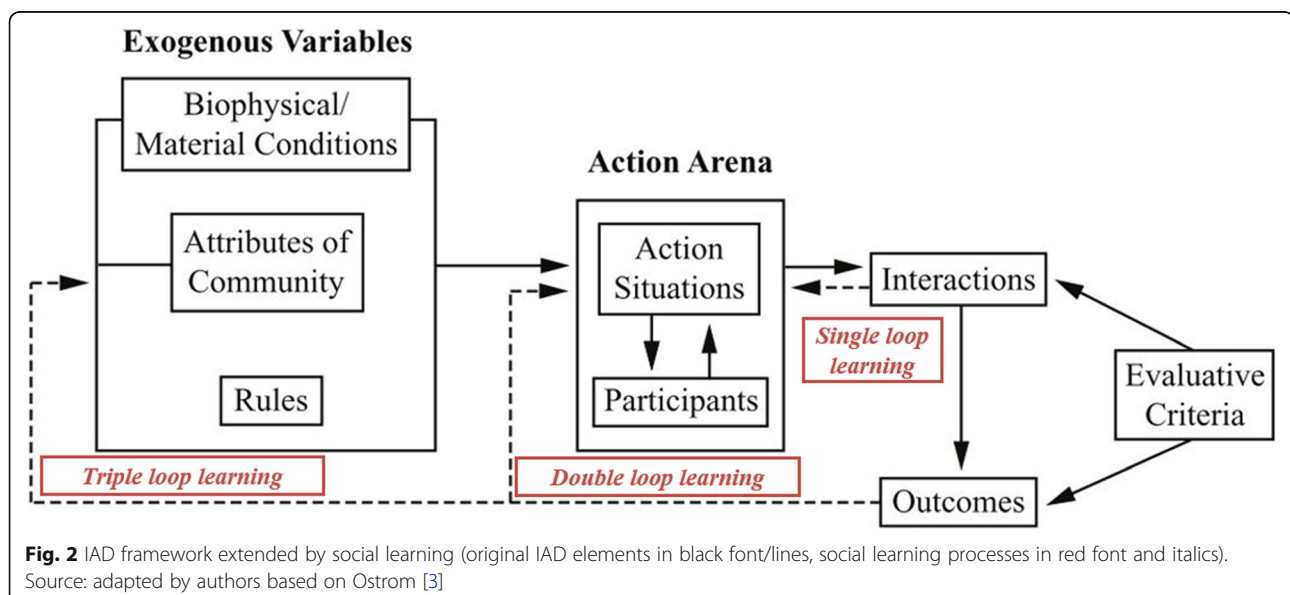 Exogenous Variables
Biophysical/
Material Conditions
Attributes of
Community
Rules
Triple loop learning
Action Arena
Action
Situations
Participants
Double loop learning
Single loop
learning
Interactions
Outcomes
Evaluative
Criteria
Fig. 2 IAD framework extended by social learning (original IAD elements in black font/lines, social learning processes in red font and italics).
Source: adapted by authors based on Ostrom [3]